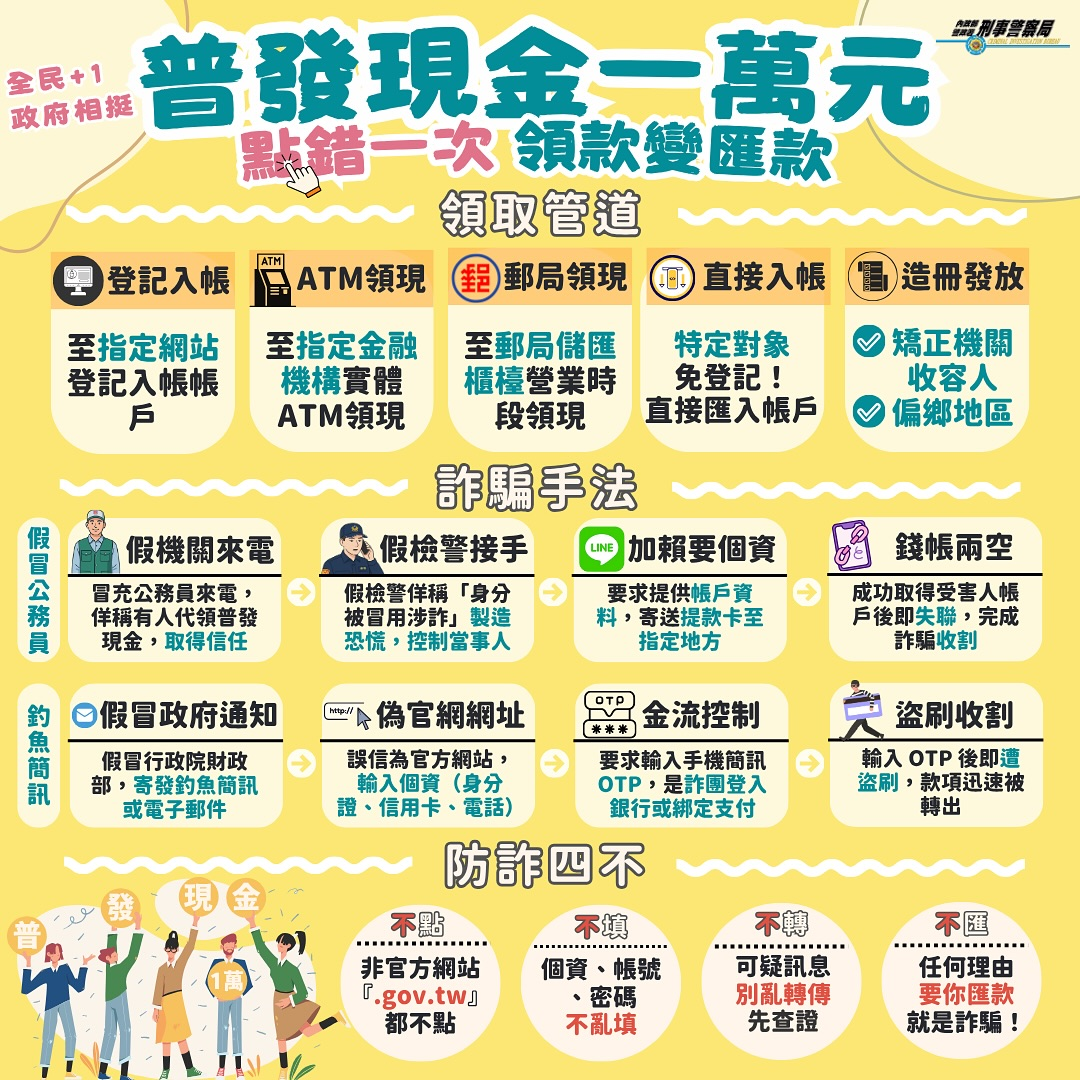 內政部
警政署 刑事警察局
CRIMINAL INVESTIGATION BUREAU
全民+1
政府相挺
普發現金一萬元
點錯一次 領款變匯款
領取管道
登記入帳
至指定網站
登記入帳帳
戶
ATM
ATM領現
至指定金融
機構實體
ATM領現
郵局領現
至郵局儲匯
櫃檯營業時
段領現
直接入帳
特定對象
免登記！
直接匯入帳戶
造冊發放
矯正機關
收容人
偏鄉地區
詐騙手法
假冒公務員
假機關來電
冒充公務員來電，
佯稱有人代領普發
現金，取得信任
假檢警接手
假檢警佯稱「身分
被冒用涉詐」製造
恐慌，控制當事人
LINE
加賴要個資
要求提供帳戶資
料，寄送提款卡至
指定地方
錢帳兩空
成功取得受害人帳
戶後即失聯，完成
詐騙收割
釣魚簡訊
假冒政府通知
假冒行政院財政
部，寄發釣魚簡訊
或電子郵件
http://
偽官網網址
誤信為官方網站，
輸入個資（身分
證、信用卡、電話）
OTP
***
金流控制
要求輸入手機簡訊
OTP，是詐團登入
銀行或綁定支付
盜刷收割
輸入 OTP 後即遭
盜刷，款項迅速被
轉出
防詐四不
普
發
現
金
1萬
不點
非官方網站
『.gov.tw』
都不點
不填
個資、帳號
、密碼
不亂填
不轉
可疑訊息
別亂轉傳
先查證
不匯
任何理由
要你匯款
就是詐騙！